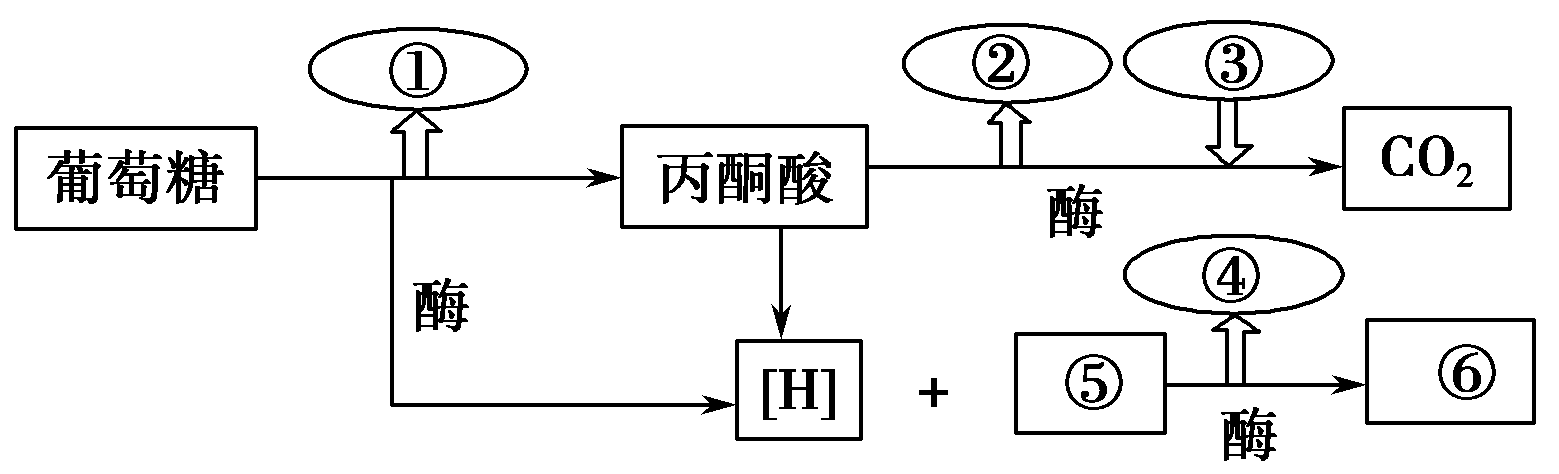 ①
②
③
葡萄糖
丙酮酸
CO₂
酶
酶
④
[H]
+
⑤
⑥
酶